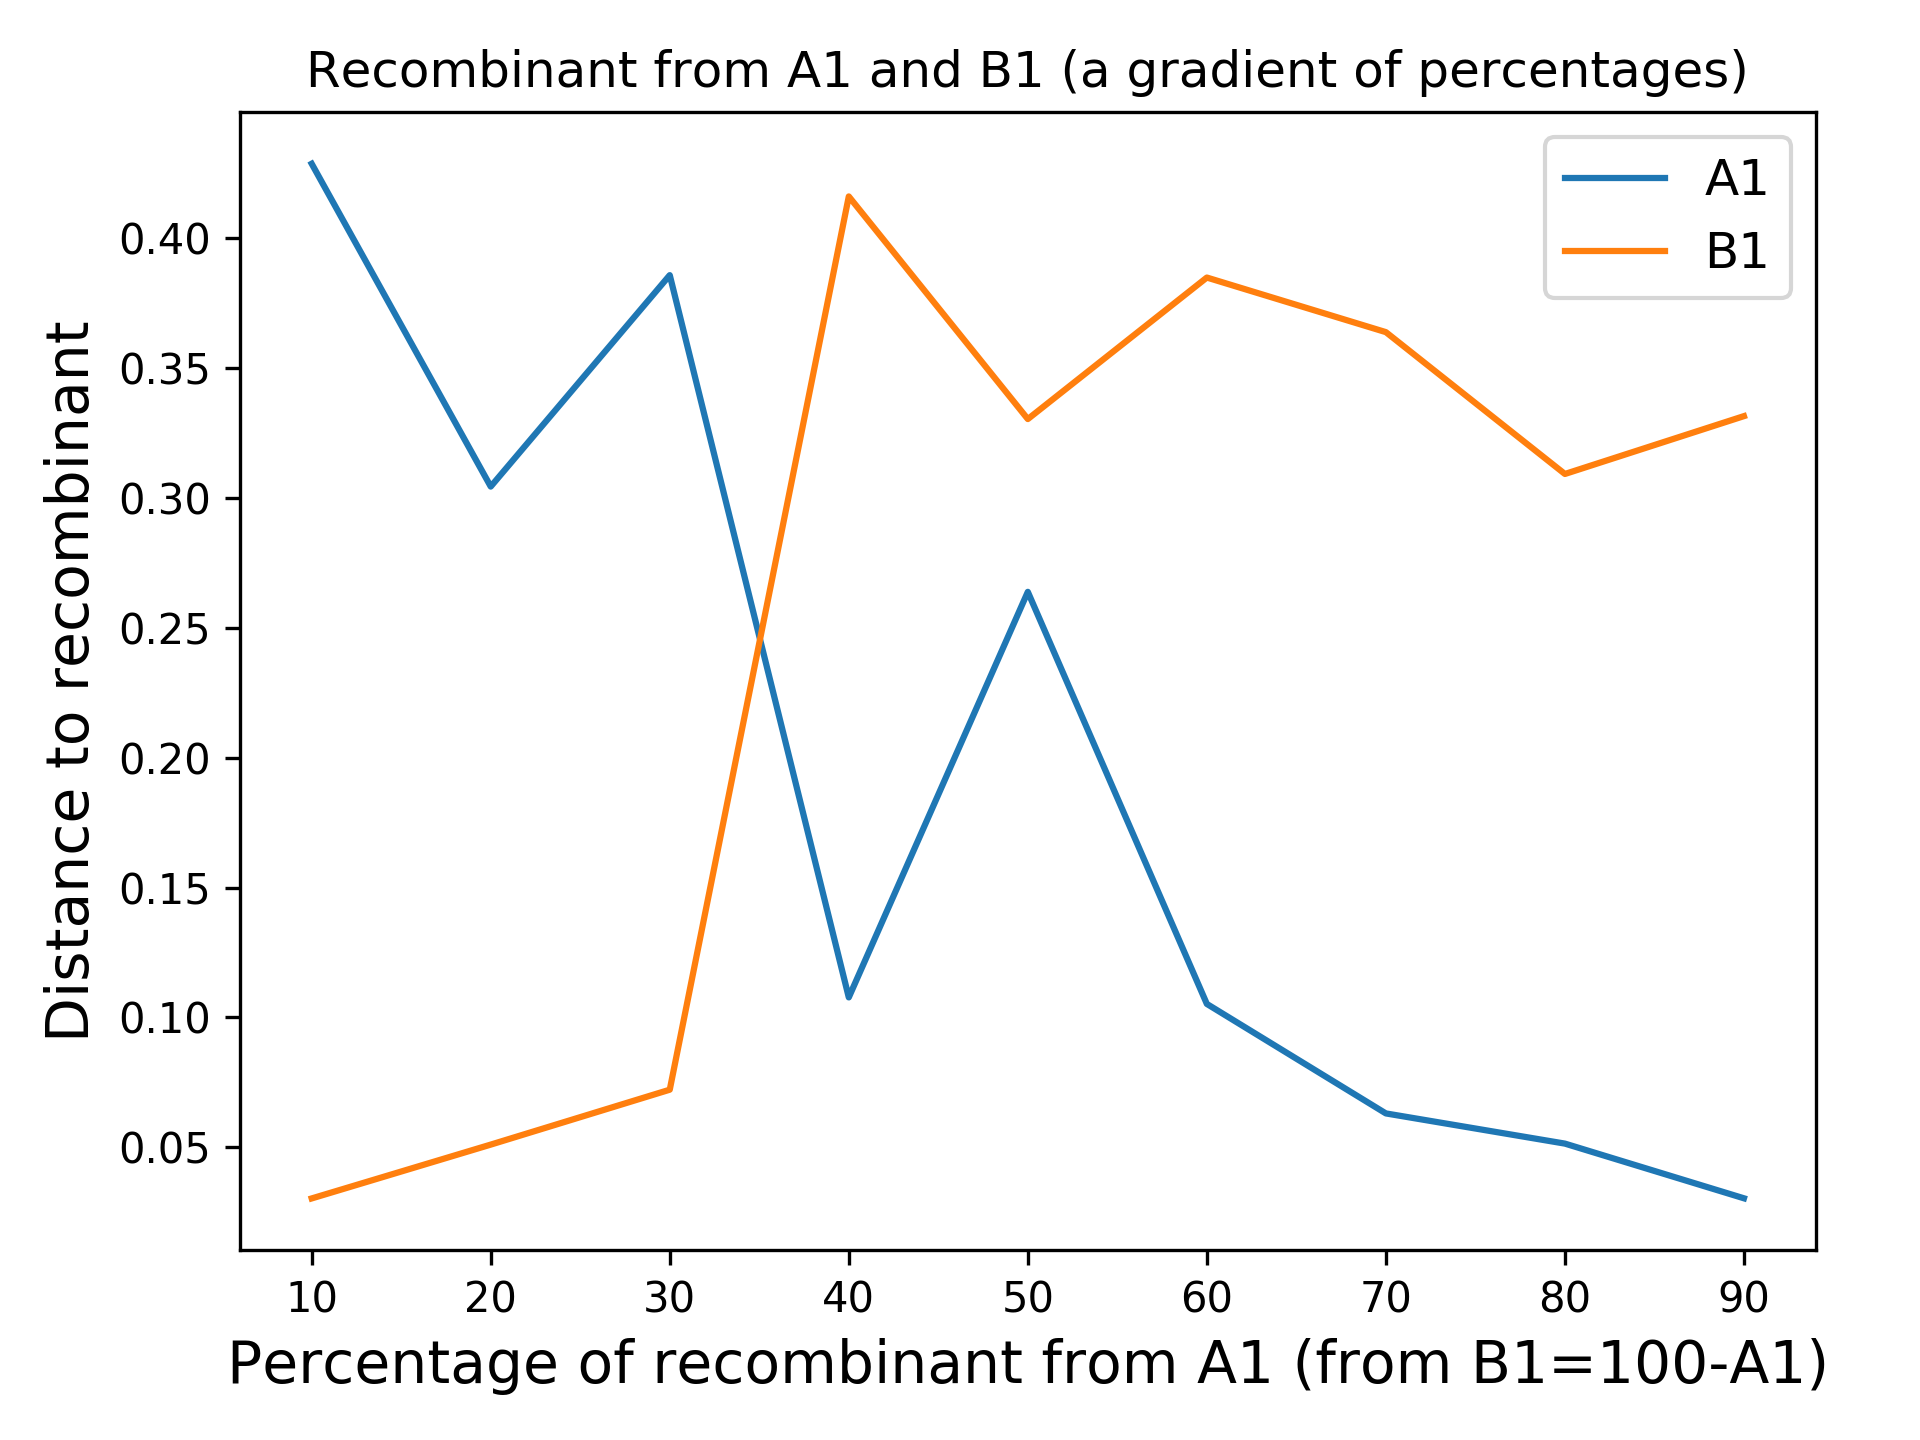 Recombinant from A1 and B1 (a gradient of percentages)
A1
B1
Distance to recombinant
0.40
0.35
0.30
0.25
0.20
0.15
0.10
0.05
10 20 30 40 50 60 70 80 90
Percentage of recombinant from A1 (from B1=100-A1)